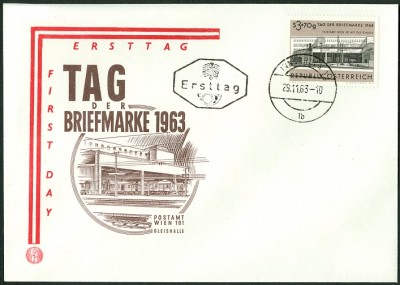 ERSTTAG
FIRST DAY
TAG
DER
BRIEFMARKE 1963
POSTAMT
WIEN 101
GLEISHALLE
Ersttag
S3+70g TAG DER BRIEFMARKE 1963
REPUBLIK ÖSTERREICH
29.11.63-10
1b